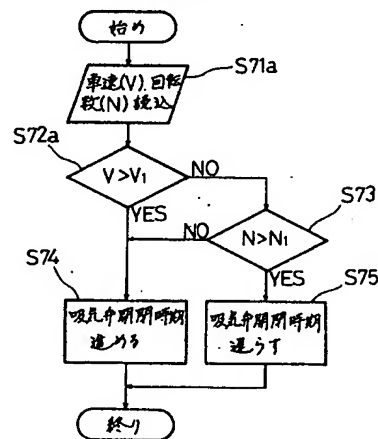 始め
S71a
車速(V).回転
数(N) 読込
S72a
V>V₁
NO
S73
YES
NO
N>N₁
S74
YES
S75
吸気弁開閉時期
進める
吸気弁開閉時期
遅らす
終り